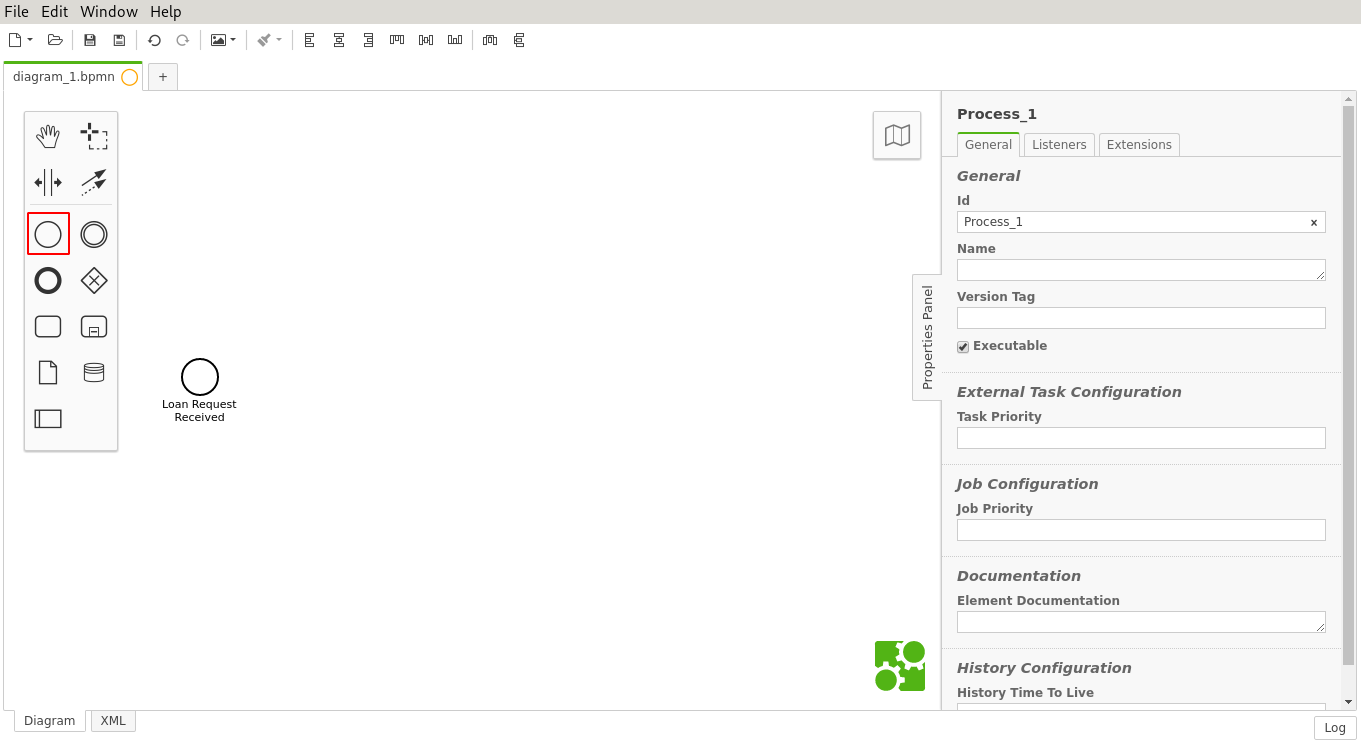 File Edit Window Help
diagram_1.bpmn
+
Loan Request
Received
Properties Panel
Process_1
General Listeners Extensions
General
Id
Process_1
Name
Version Tag
Executable
External Task Configuration
Task Priority
Job Configuration
Job Priority
Documentation
Element Documentation
History Configuration
History Time To Live
Diagram XML
Log